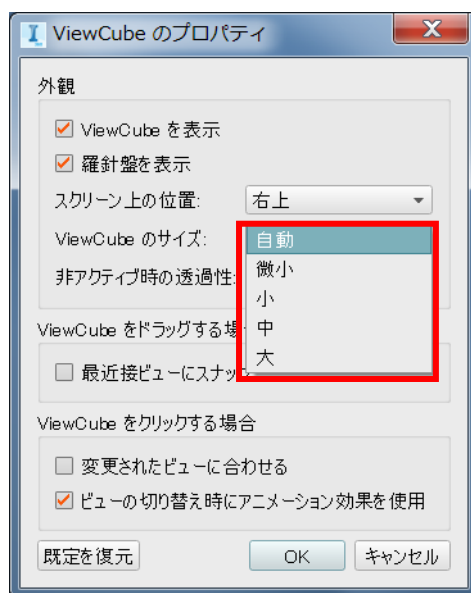 ViewCube のプロパティ
外観
ViewCube を表示
羅針盤を表示
スクリーン上の位置: 右上
ViewCube のサイズ: 自動
非アクティブ時の透過性: 微小
小
ViewCube をドラッグする場 中
大
最近接ビューにスナッ
ViewCube をクリックする場合
変更されたビューに合わせる
ビューの切り替え時にアニメーション効果を使用
既定を復元 OK キャンセル